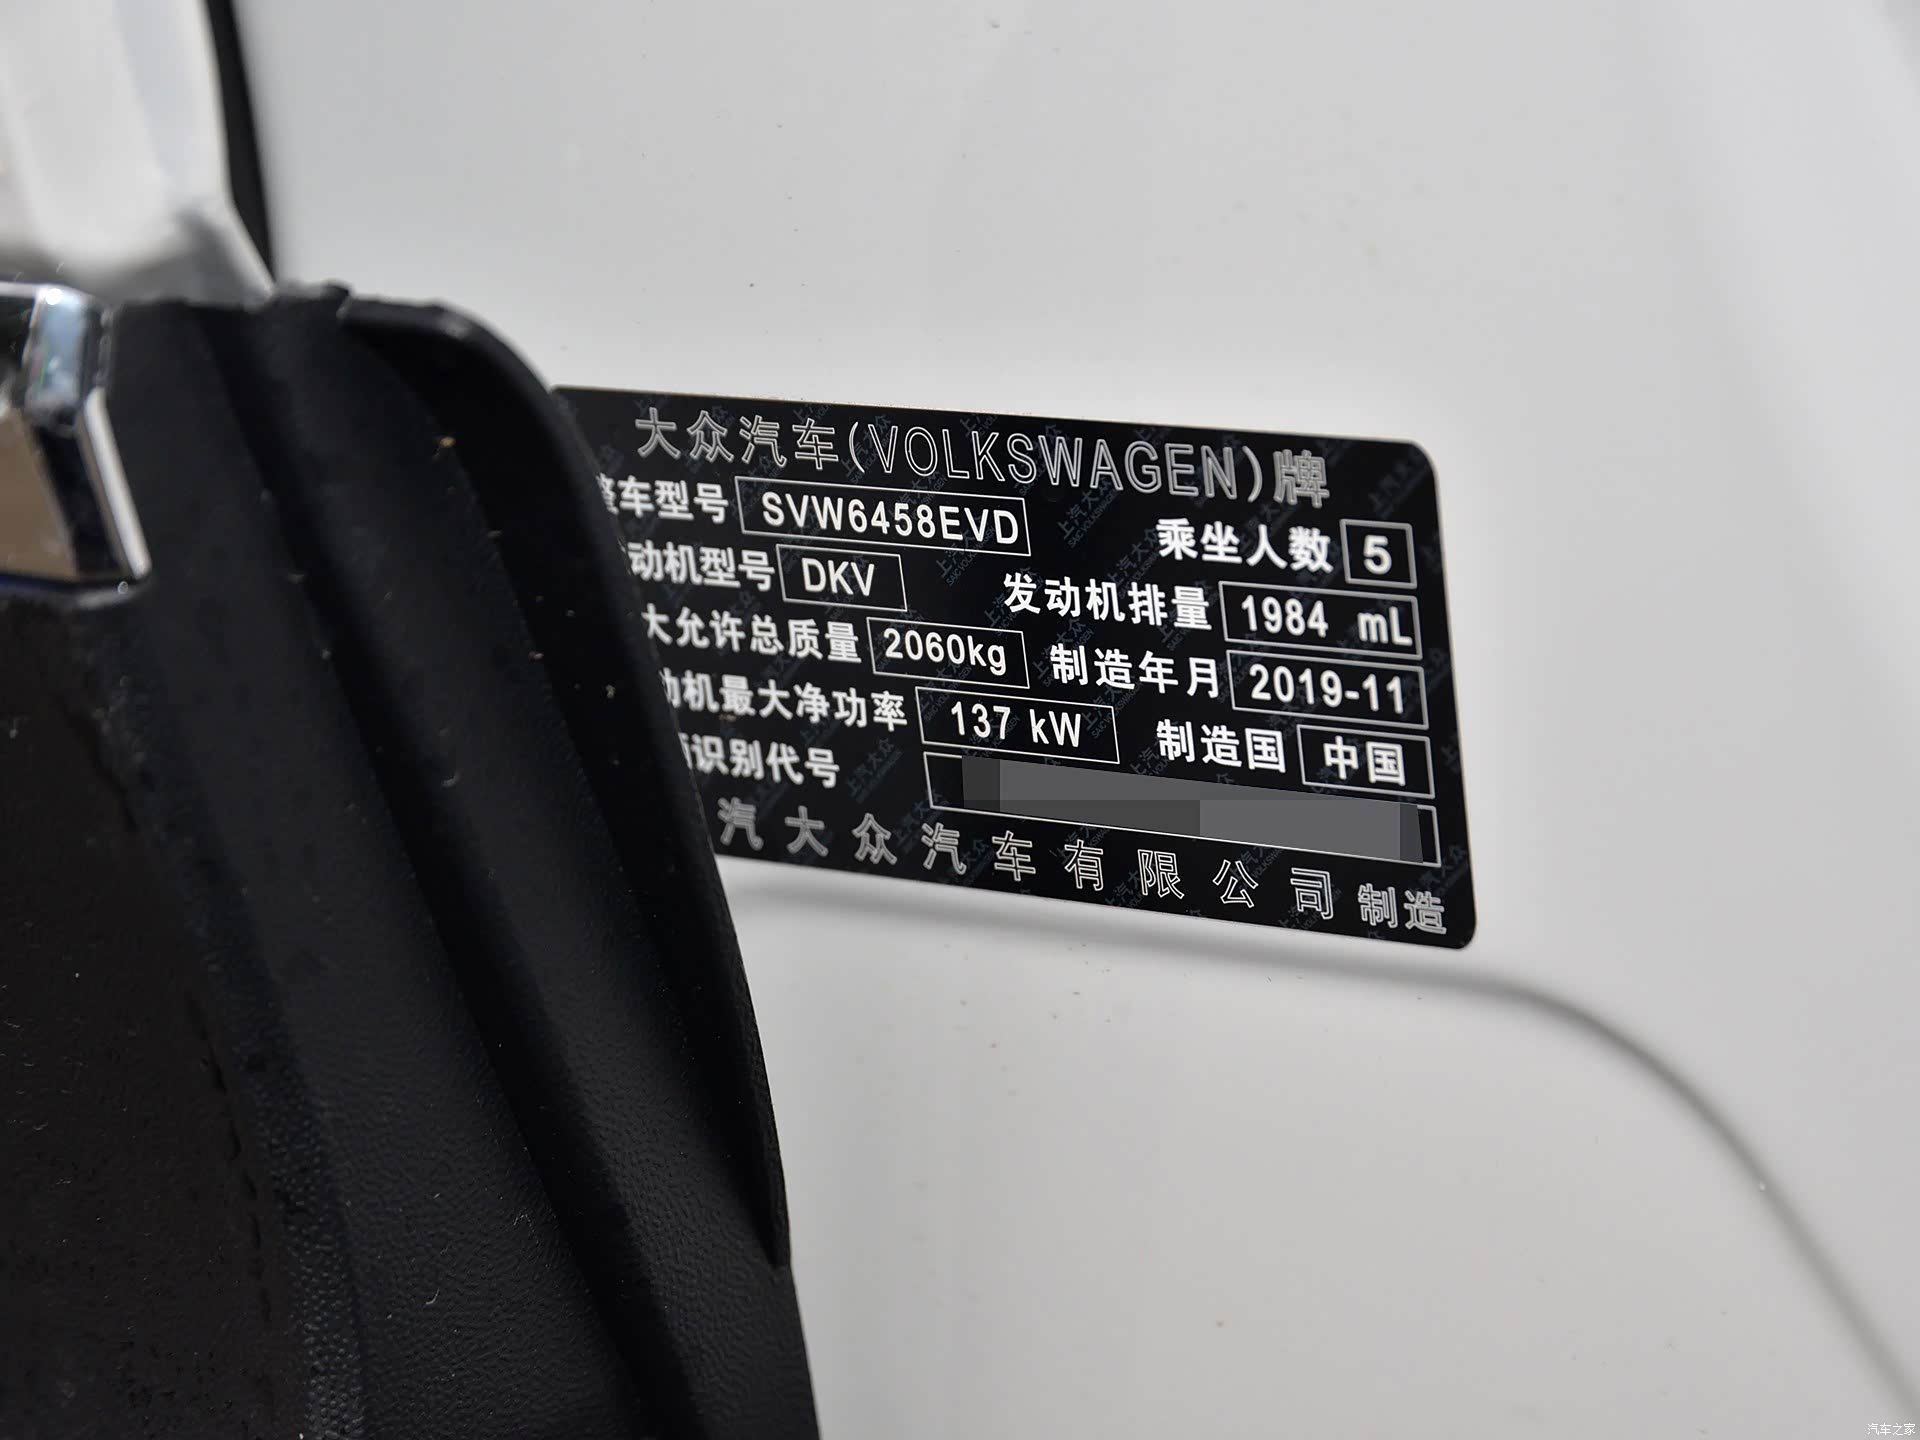 大众汽车(VOLKSWAGEN)牌
整车型号 SVW6458EVD 乘坐人数 5
动机型号 DKV 发动机排量 1984 mL
大允许总质量 2060kg 制造年月 2019-11
动机最大净功率 137 kW 制造国 中国
识别代号
汽大众汽车有限公司 制造
汽车之家